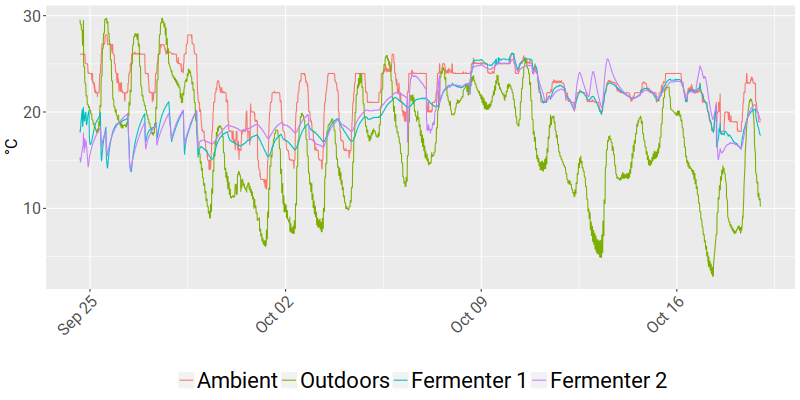 30
20
10
°C
Sep 25
Oct 02
Oct 09
Oct 16
Ambient Outdoors Fermenter 1 Fermenter 2